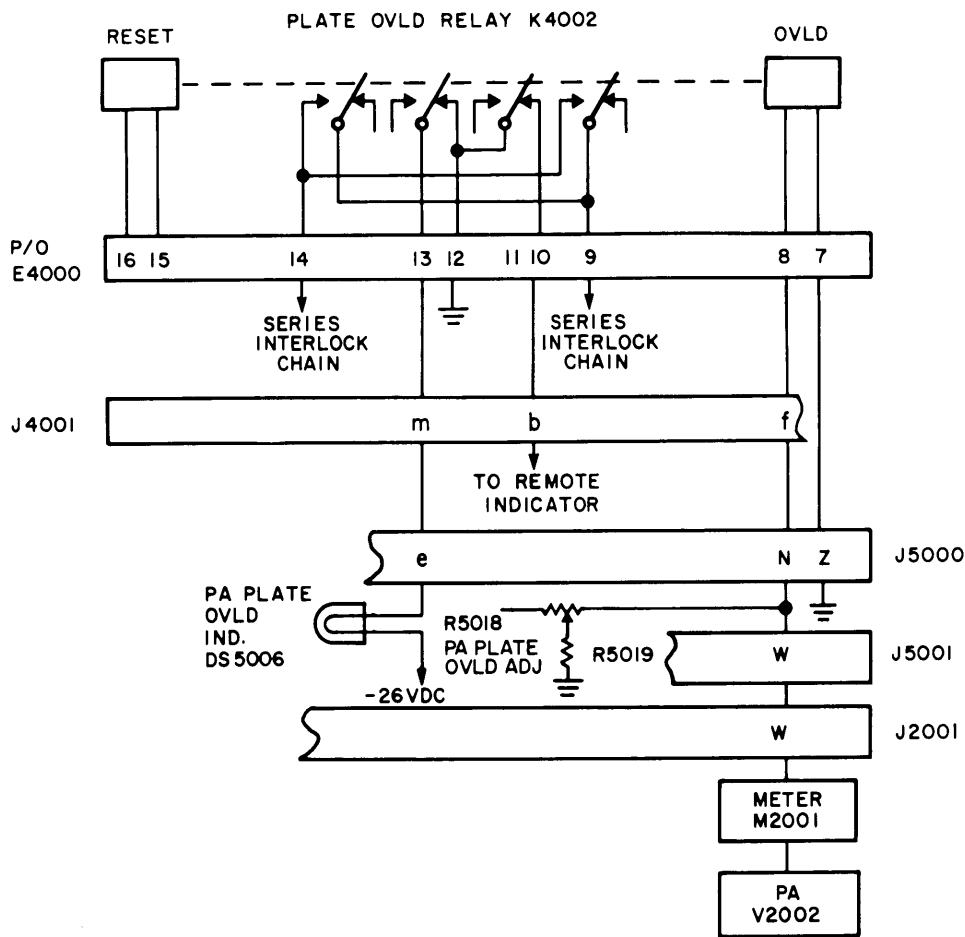 PLATE OVLD RELAY K4002
RESET
OVLD
P/O
E4000
16 15 14 13 12 11 10 9 8 7
SERIES
INTERLOCK
CHAIN
SERIES
INTERLOCK
CHAIN
J4001
m b f
TO REMOTE
INDICATOR
e N Z
J5000
PA PLATE
OVLD
IND.
DS5006
R5018
PA PLATE
OVLD ADJ
R5019
W
J5001
-26VDC
W
J2001
METER
M2001
PA
V2002